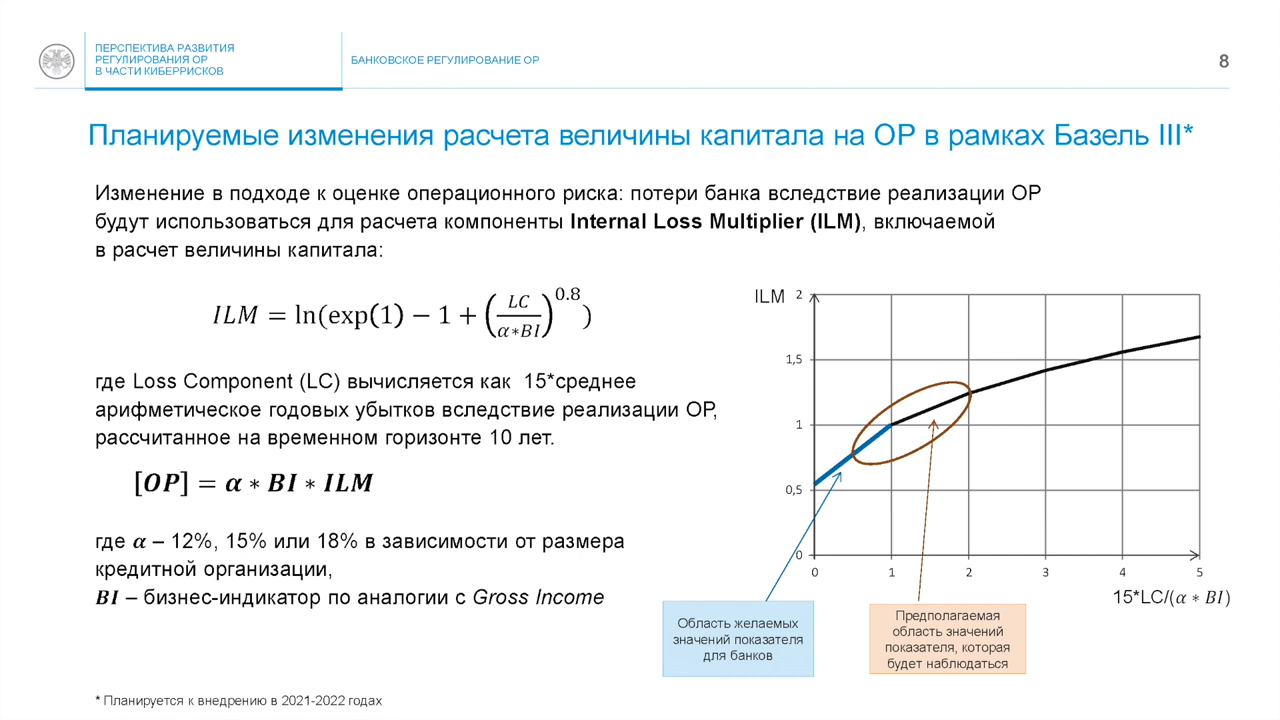 ПЕРСПЕКТИВА РАЗВИТИЯ
РЕГУЛИРОВАНИЯ ОР
В ЧАСТИ КИБЕРРИСКОВ
БАНКОВСКОЕ РЕГУЛИРОВАНИЕ ОР
8
Планируемые изменения расчета величины капитала на ОР в рамках Базель III*
Изменение в подходе к оценке операционного риска: потери банка вследствие реализации ОР
будут использоваться для расчета компоненты Internal Loss Multiplier (ILM), включаемой
в расчет величины капитала:
ILM = ln(exp(1) − 1 + (LC/(α∗BI))^0.8)
где Loss Component (LC) вычисляется как 15*среднее
арифметическое годовых убытков вследствие реализации ОР,
рассчитанное на временном горизонте 10 лет.
[ОР] = α ∗ BI ∗ ILM
где α – 12%, 15% или 18% в зависимости от размера
кредитной организации,
BI – бизнес-индикатор по аналогии с Gross Income
ILM
2
1,5
1
0,5
0
0 1 2 3 4 5
15*LC/(α ∗ BI)
Область желаемых
значений показателя
для банков
Предполагаемая
область значений
показателя, которая
будет наблюдаться
* Планируется к внедрению в 2021-2022 годах